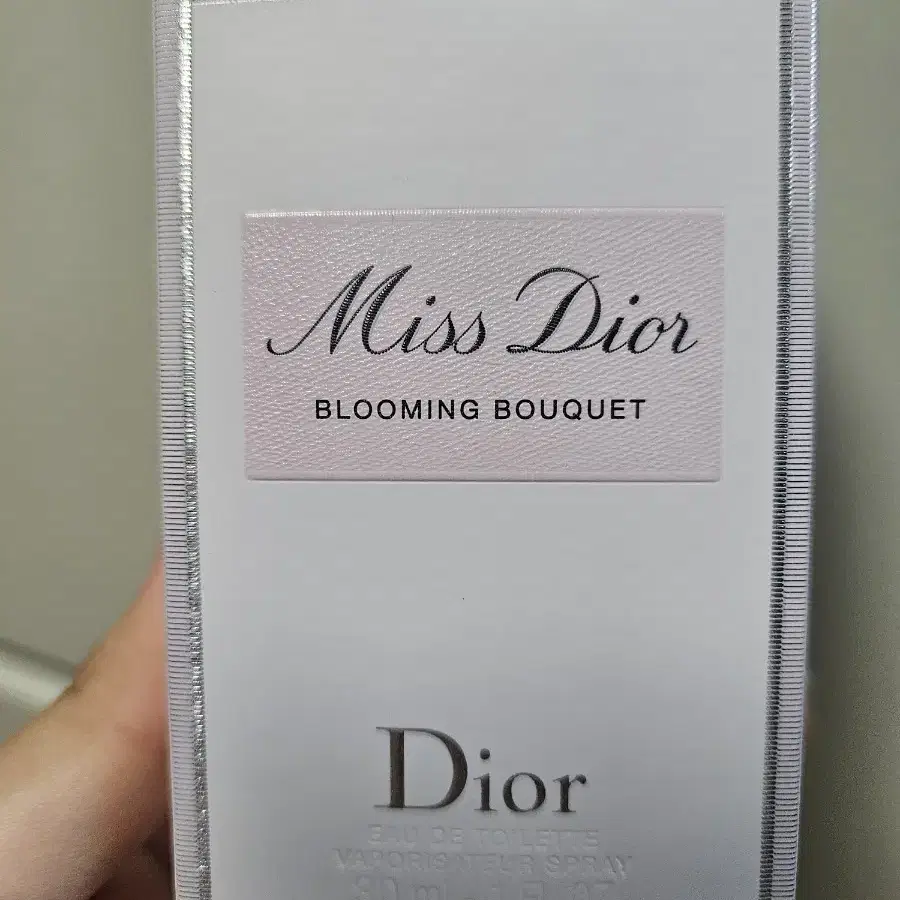 Miss Dior
BLOOMING BOUQUET
Dior
EAU DE TOILETTE
VAPORISATEUR SPRAY